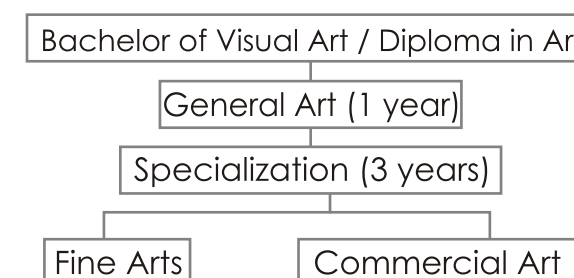 Bachelor of Visual Art / Diploma in Ar
General Art (1 year)
Specialization (3 years)
Fine Arts
Commercial Art